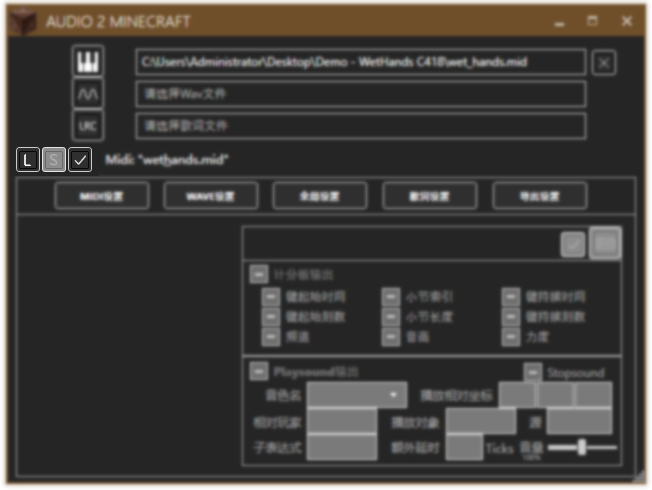 AUDIO 2 MINECRAFT
C:\Users\Administrator\Desktop\Demo - WetHands C418\wet_hands.mid
请选择Wav文件
LRC 请选择歌词文件
L S Midi: "wethands.mid"
MIDI设置 WAVE设置 全局设置 歌词设置 导出设置
计分板输出
键起始时间 小节索引 键持续时间
键起始刻数 小节长度 键持续刻数
频道 音高 力度
Playsound输出 Stopsound
音色名 播放相对坐标
相对玩家 播放对象 源
子表达式 额外延时 Ticks 音量
100%